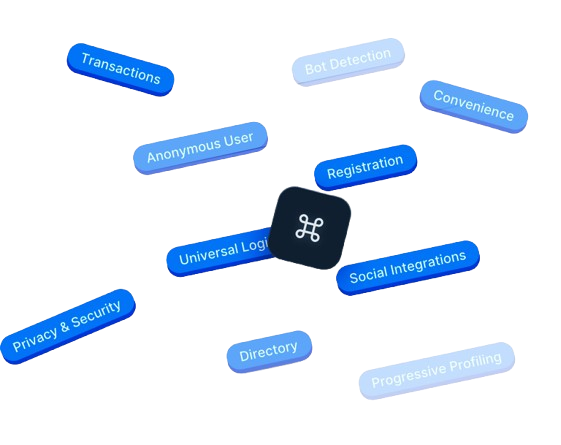 Bot Detection
Transactions
Convenience
Anonymous User
Registration
Universal Logi
Social Integrations
Privacy & Security
Directory
Progressive Profiling